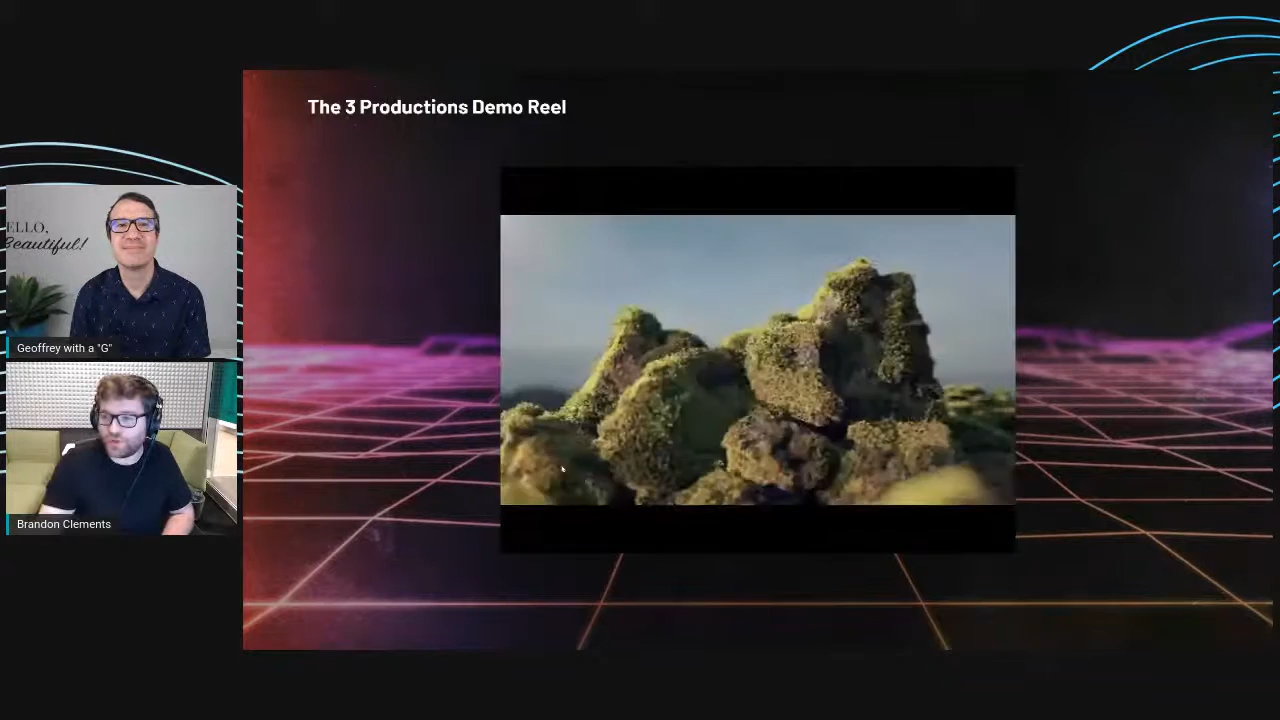 The 3 Productions Demo Reel
ELLO,
Beautiful!
Geoffrey with a "G"
Brandon Clements